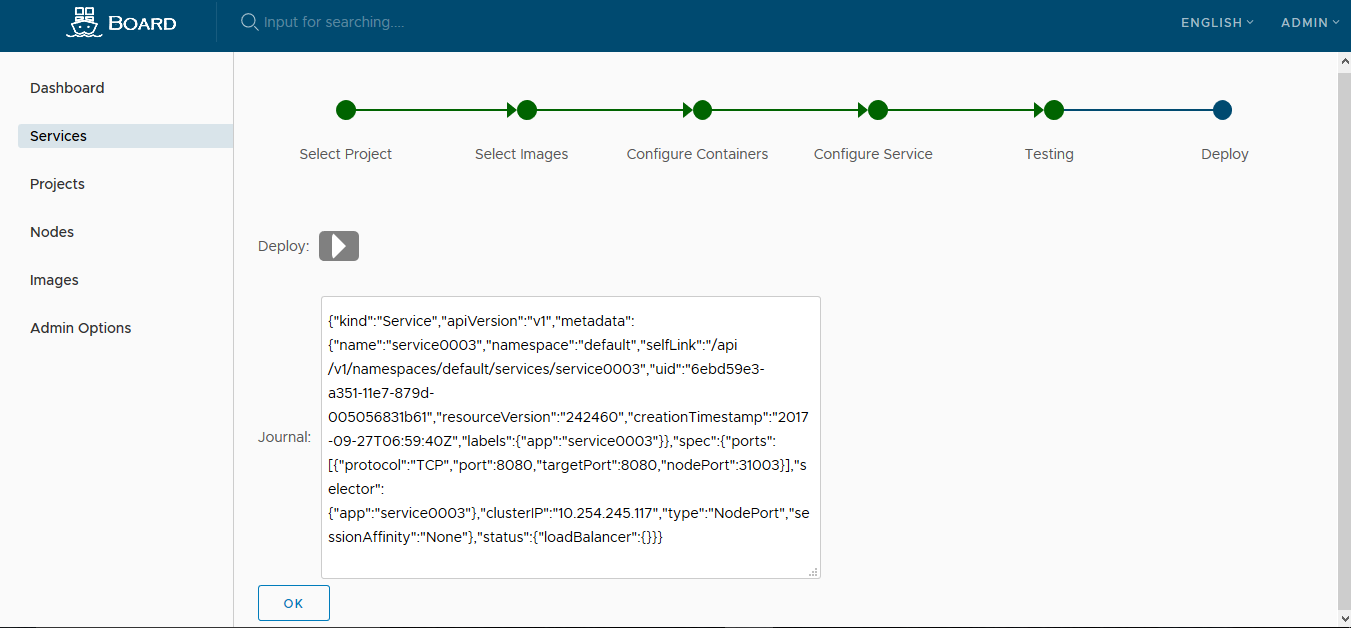 BOARD
Input for searching....
ENGLISH
ADMIN
Dashboard
Services
Projects
Nodes
Images
Admin Options
Select Project
Select Images
Configure Containers
Configure Service
Testing
Deploy
Deploy:
Journal:
{"kind":"Service","apiVersion":"v1","metadata":
{"name":"service0003","namespace":"default","selfLink":"/api
/v1/namespaces/default/services/service0003","uid":"6ebd59e3-
a351-11e7-879d-
005056831b61","resourceVersion":"242460","creationTimestamp":"2017
-09-27T06:59:40Z","labels":{"app":"service0003"}},"spec":{"ports":
[{"protocol":"TCP","port":8080,"targetPort":8080,"nodePort":31003}],"s
elector":
{"app":"service0003"},"clusterIP":"10.254.245.117","type":"NodePort","se
ssionAffinity":"None"},"status":{"loadBalancer":{}}}
OK